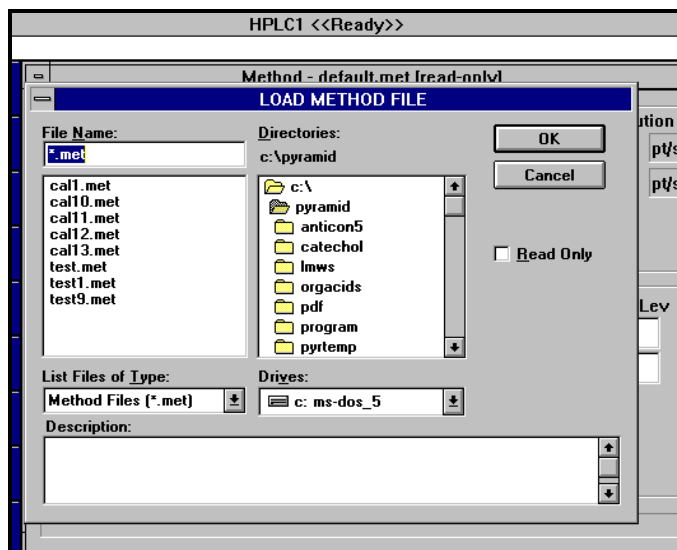 HPLC1 <<Ready>>
Method - default.met [read-only]
LOAD METHOD FILE
File Name:
*.met
cal1.met
cal10.met
cal11.met
cal12.met
cal13.met
test.met
test1.met
test9.met
Directories:
c:\pyramid
c:\
pyramid
anticon5
catechol
lmws
orgacids
pdf
program
pyrtemp
OK
Cancel
Read Only
List Files of Type:
Method Files (*.met)
Drives:
c: ms-dos_5
Description:
ution
pt/s
pt/s
Lev